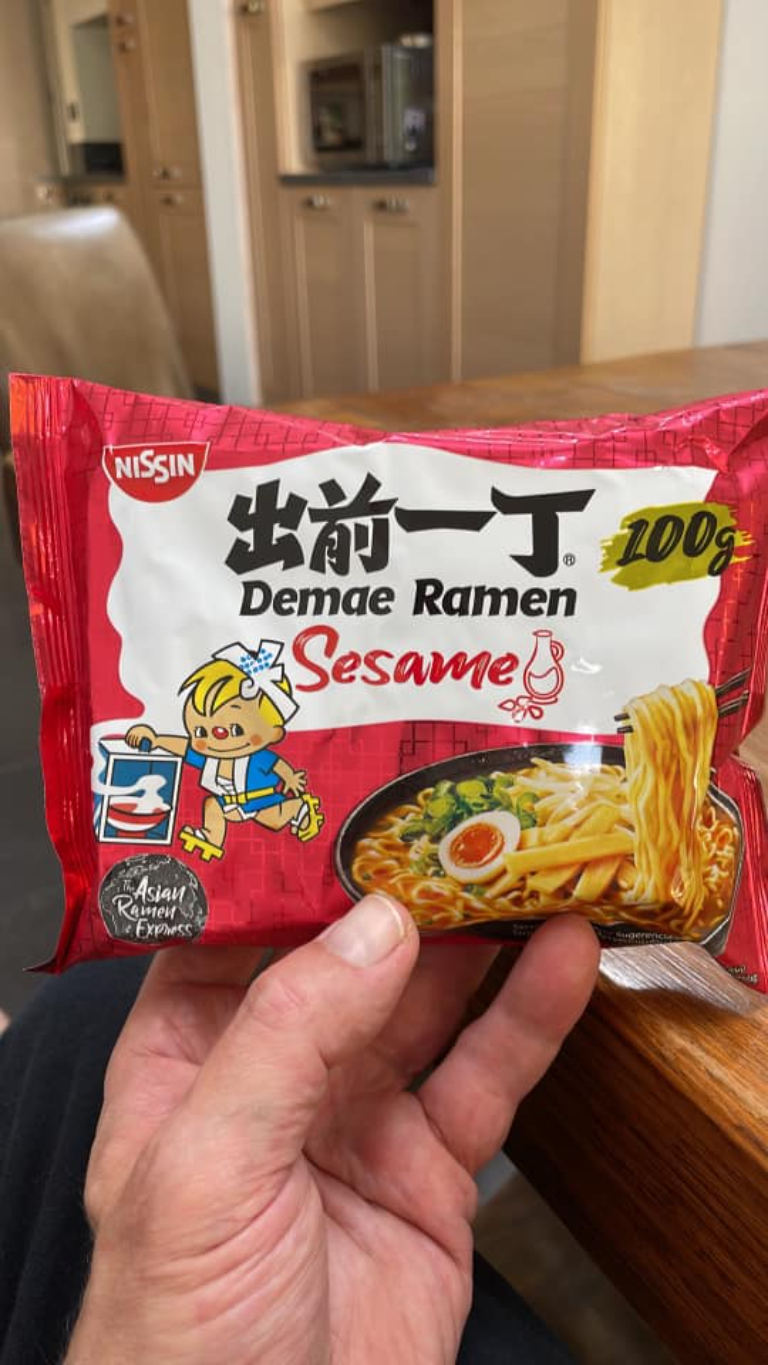 NISSIN
出前一丁®
100g
Demae Ramen
Sesame
The
Asian
Ramen
Express